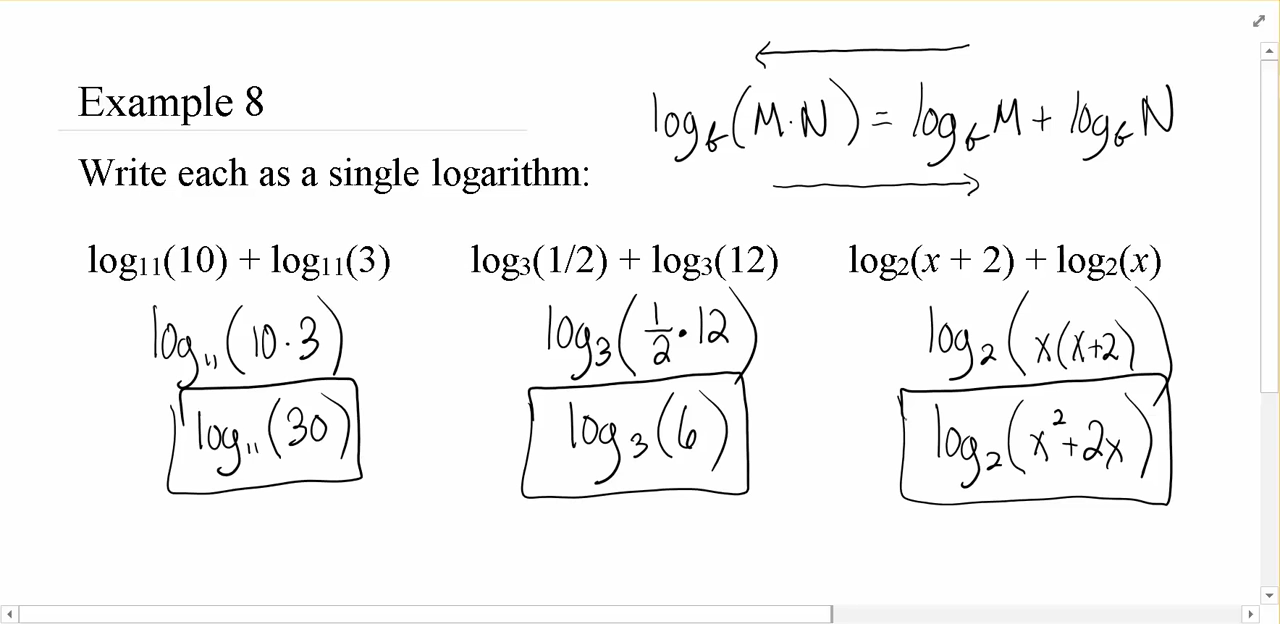 Example 8
log_b(M·N) = log_b M + log_b N
Write each as a single logarithm:
log₁₁(10) + log₁₁(3)
log₁₁(10·3)
log₁₁(30)
log₃(1/2) + log₃(12)
log₃(1/2 • 12)
log₃(6)
log₂(x + 2) + log₂(x)
log₂(x(x+2))
log₂(x²+2x)